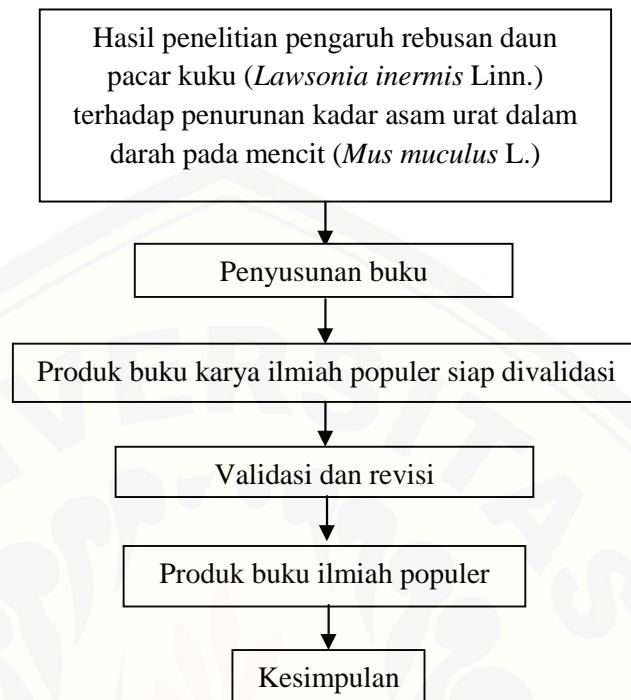 Hasil penelitian pengaruh rebusan daun
pacar kuku (Lawsonia inermis Linn.)
terhadap penurunan kadar asam urat dalam
darah pada mencit (Mus muculus L.)
Penyusunan buku
Produk buku karya ilmiah populer siap divalidasi
Validasi dan revisi
Produk buku ilmiah populer
Kesimpulan